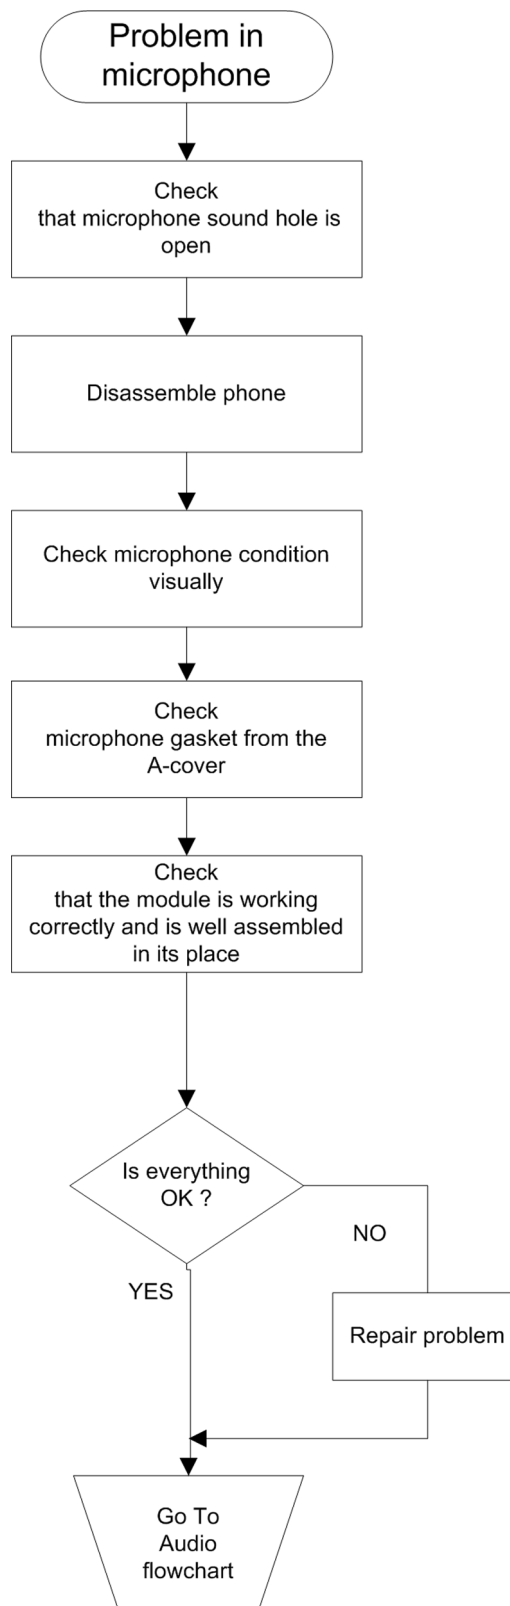 Problem in
microphone
Check
that microphone sound hole is
open
Disassemble phone
Check microphone condition
visually
Check
microphone gasket from the
A-cover
Check
that the module is working
correctly and is well assembled
in its place
Is everything
OK ?
NO
YES
Repair problem
Go To
Audio
flowchart